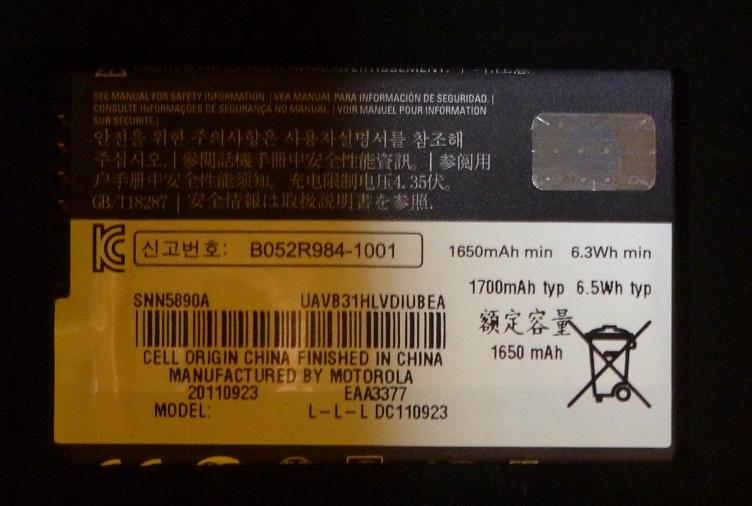 SEE MANUAL FOR SAFETY INFORMATION. | VEA MANUAL PARA INFORMACIÓN DE SEGURIDAD. |
CONSULTE INFORMAÇÕES DE SEGURANÇA NO MANUAL. | VOIR MANUEL POUR INFORMATION
SUR SÉCURITÉ. |
안전을 위한 주의사항은 사용자설명서를 참조해
주십시오. | 參閱話機手冊中安全性能資訊。 | 参阅用
户手册中安全性能须知。充电限制电压4.35伏。
GB/T18287 | 安全情報は取扱説明書を参照.
신고번호: B052R984-1001
1650mAh min 6.3Wh min
1700mAh typ 6.5Wh typ
SNN5890A UAVB31HLVDIUBEA
額定容量
1650 mAh
CELL ORIGIN CHINA FINISHED IN CHINA
MANUFACTURED BY MOTOROLA
20110923 EAA3377
MODEL: L-L-L DC110923